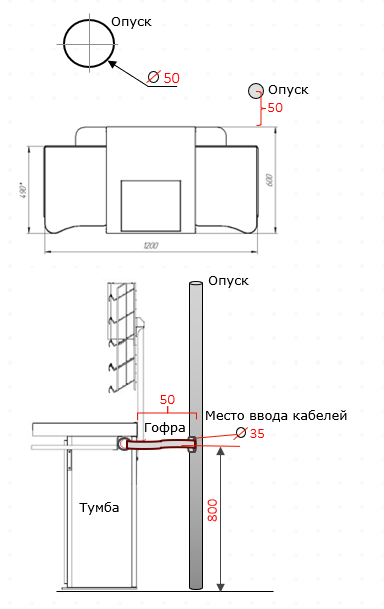 Опуск
⌀ 50
Опуск
50
490*
600
1200
Опуск
50
Место ввода кабелей
Гофра
⌀ 35
Тумба
800